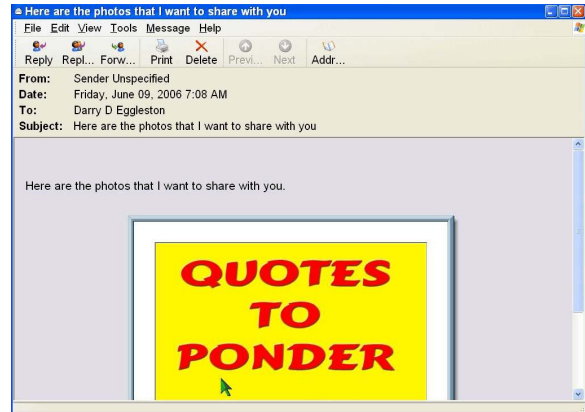 Here are the photos that I want to share with you
File Edit View Tools Message Help
Reply Repl... Forw... Print Delete Previ... Next Addr...
From: Sender Unspecified
Date: Friday, June 09, 2006 7:08 AM
To: Darry D Eggleston
Subject: Here are the photos that I want to share with you
Here are the photos that I want to share with you.
QUOTES
TO
PONDER